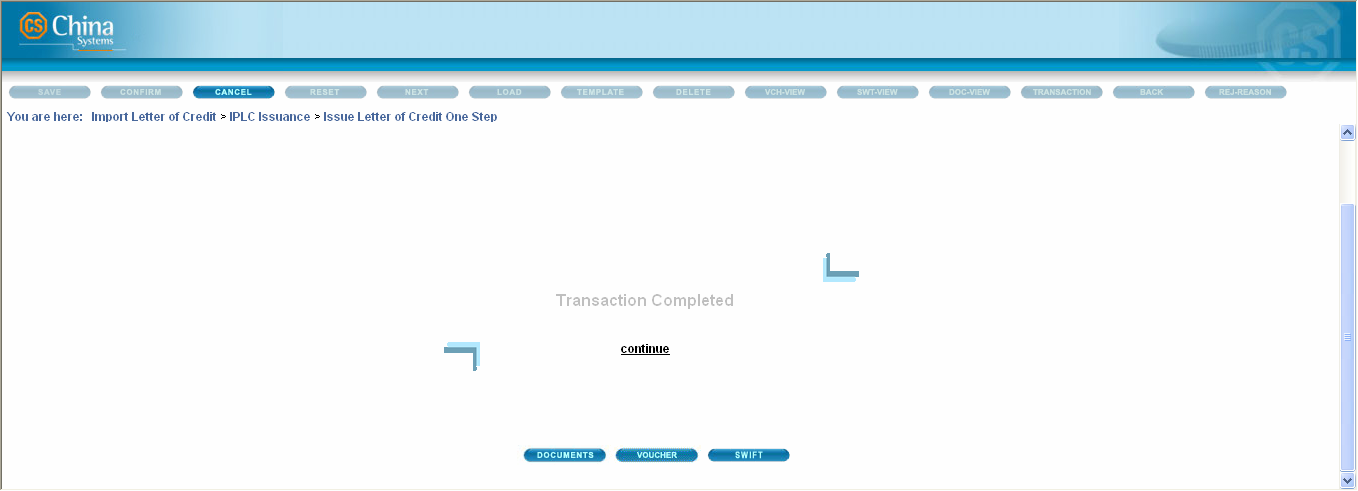 CS China
Systems
CS
SAVE CONFIRM CANCEL RESET NEXT LOAD TEMPLATE DELETE VCH-VIEW SWT-VIEW DOC-VIEW TRANSACTION BACK REJ-REASON
You are here: Import Letter of Credit > IPLC Issuance > Issue Letter of Credit One Step
Transaction Completed
continue
DOCUMENTS VOUCHER SWIFT